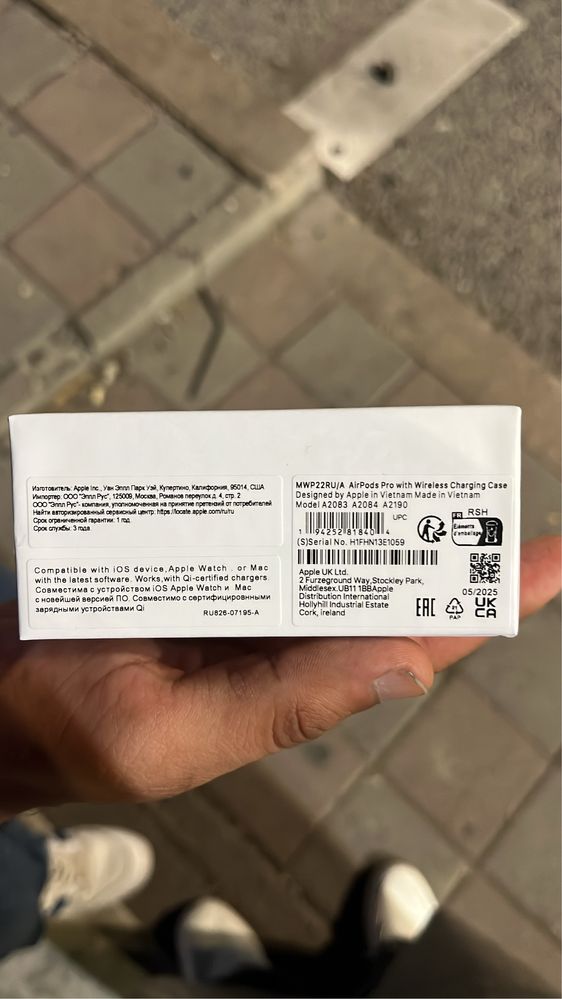 Изготовитель: Apple Inc., Уан Эппл Парк Уэй, Купертино, Калифорния, 95014, США
Импортер: ООО "Эппл Рус", 125009, Москва, Романов переулок д. 4, стр. 2
ООО "Эппл Рус"- компания, уполномоченная на принятие претензий от потребителей
Найти авторизированный сервисный центр: https://locate.apple.com/ru/ru
Срок ограниченной гарантии: 1 год.
Срок службы: 3 года.
Compatible with iOS device,Apple Watch . or Mac
with the latest software. Works,with Qi-certified chargers.
Совместима с устройством iOS Apple Watch и Mac
с новейшей версией ПО. Совместимо с сертифицированными
зарядными устройствами Qi
RU826-07195-A
MWP22RU/A AirPods Pro with Wireless Charging Case
Designed by Apple in Vietnam Made in Vietnam
Model A2083 A2084 A2190
UPC
1 94252 81840 4
FR
RSH
Éléments
d'emballage
(S)Serial No. H1FHN13E1059
Apple UK Ltd.
2 Furzeground Way,Stockley Park,
Middlesex.UB11 1BBApple
Distribution International
Hollyhill Industrial Estate
Cork, ireland
05/2025
EAC
PAP
UK
CA